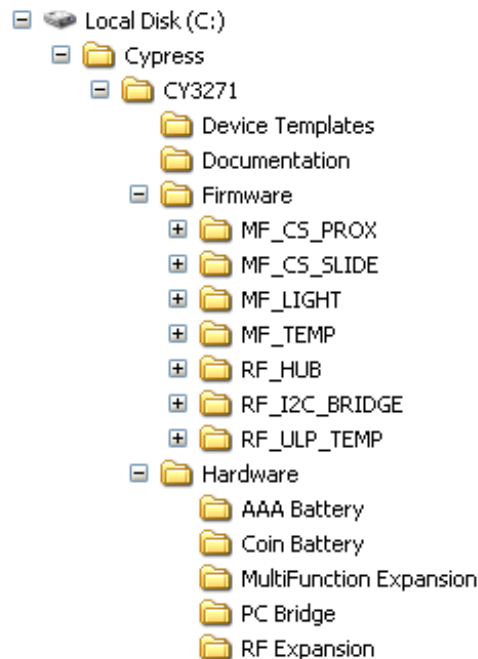 Local Disk (C:)
Cypress
CY3271
Device Templates
Documentation
Firmware
MF_CS_PROX
MF_CS_SLIDE
MF_LIGHT
MF_TEMP
RF_HUB
RF_I2C_BRIDGE
RF_ULP_TEMP
Hardware
AAA Battery
Coin Battery
MultiFunction Expansion
PC Bridge
RF Expansion